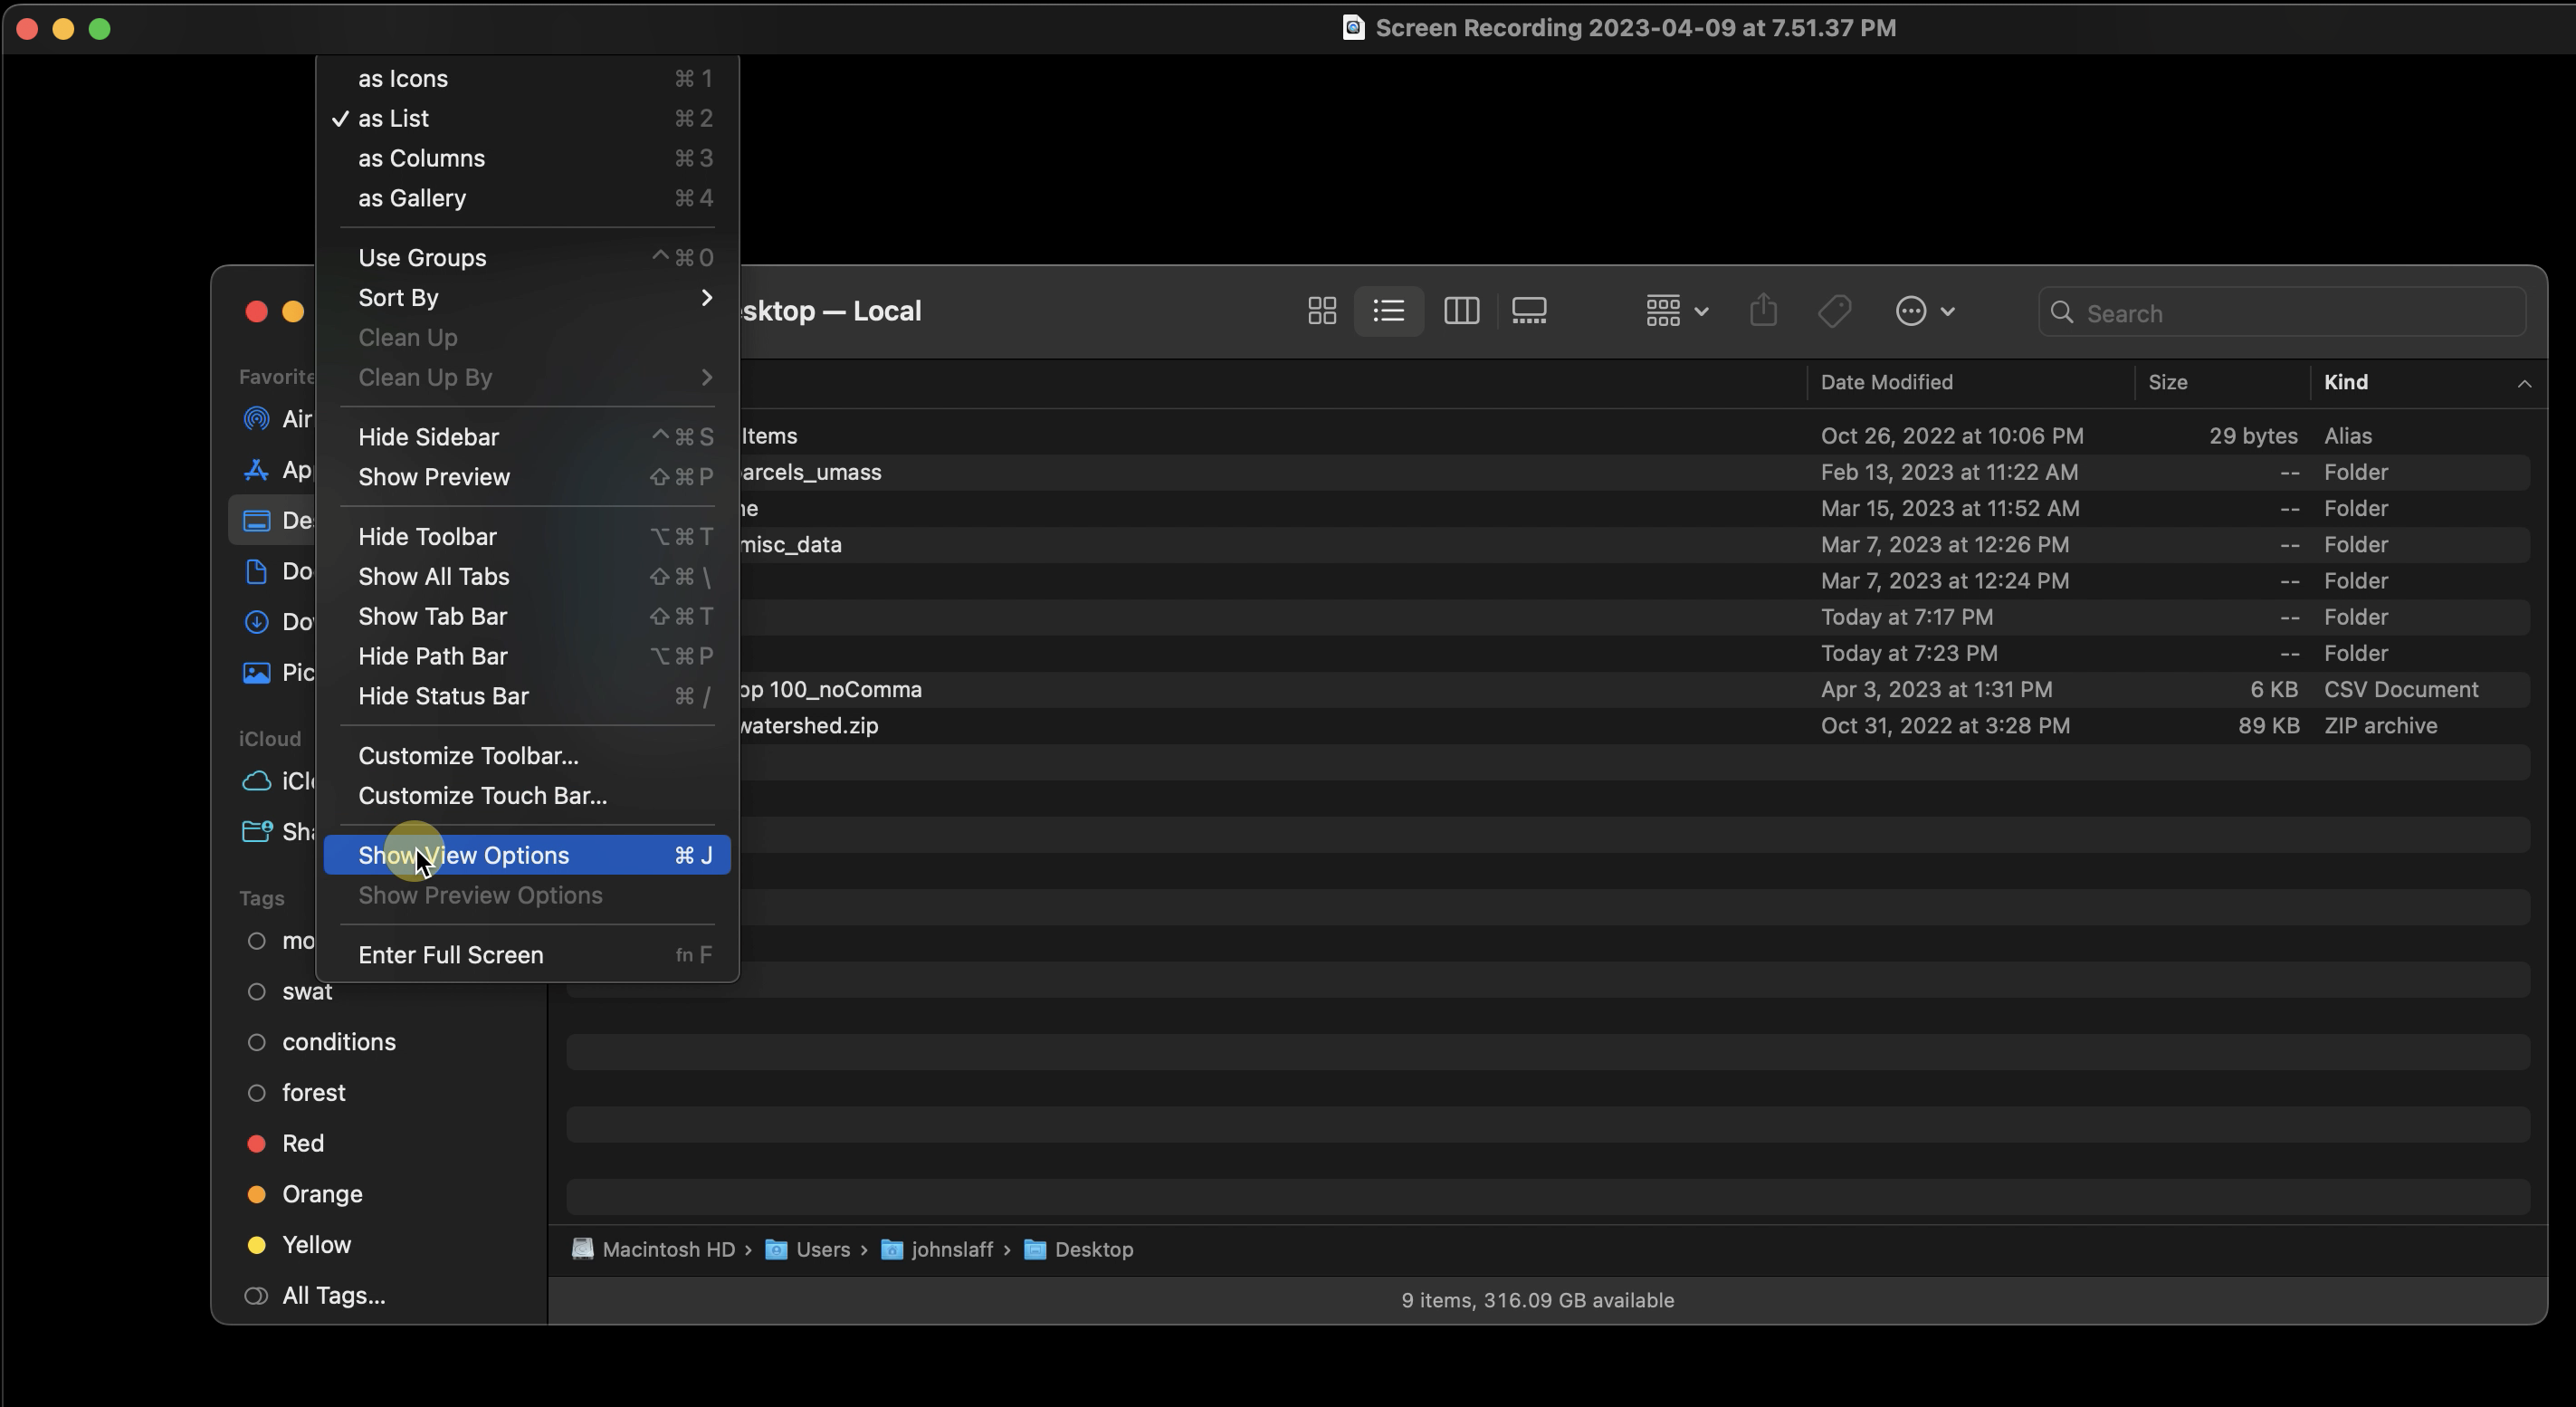 Screen Recording 2023-04-09 at 7.51.37 PM
as Icons ⌘ 1
✓ as List ⌘ 2
as Columns ⌘ 3
as Gallery ⌘ 4
Use Groups ^ ⌘ 0
Sort By >
Clean Up
Clean Up By >
Hide Sidebar ^ ⌘ S
Show Preview ⇧ ⌘ P
Hide Toolbar ⌥ ⌘ T
Show All Tabs ⇧ ⌘ \
Show Tab Bar ⇧ ⌘ T
Hide Path Bar ⌥ ⌘ P
Hide Status Bar ⌘ /
Customize Toolbar...
Customize Touch Bar...
Show View Options ⌘ J
Show Preview Options
Enter Full Screen fn F
sktop — Local
Search
Favorite
Air
App
Des
Do
Dov
Pic
iCloud
iClo
Sha
Tags
mo
swat
conditions
forest
Red
Orange
Yellow
All Tags...
Date Modified Size Kind
Items Oct 26, 2022 at 10:06 PM 29 bytes Alias
arcels_umass Feb 13, 2023 at 11:22 AM -- Folder
ne Mar 15, 2023 at 11:52 AM -- Folder
misc_data Mar 7, 2023 at 12:26 PM -- Folder
Mar 7, 2023 at 12:24 PM -- Folder
Today at 7:17 PM -- Folder
Today at 7:23 PM -- Folder
op 100_noComma Apr 3, 2023 at 1:31 PM 6 KB CSV Document
watershed.zip Oct 31, 2022 at 3:28 PM 89 KB ZIP archive
Macintosh HD › Users › johnslaff › Desktop
9 items, 316.09 GB available